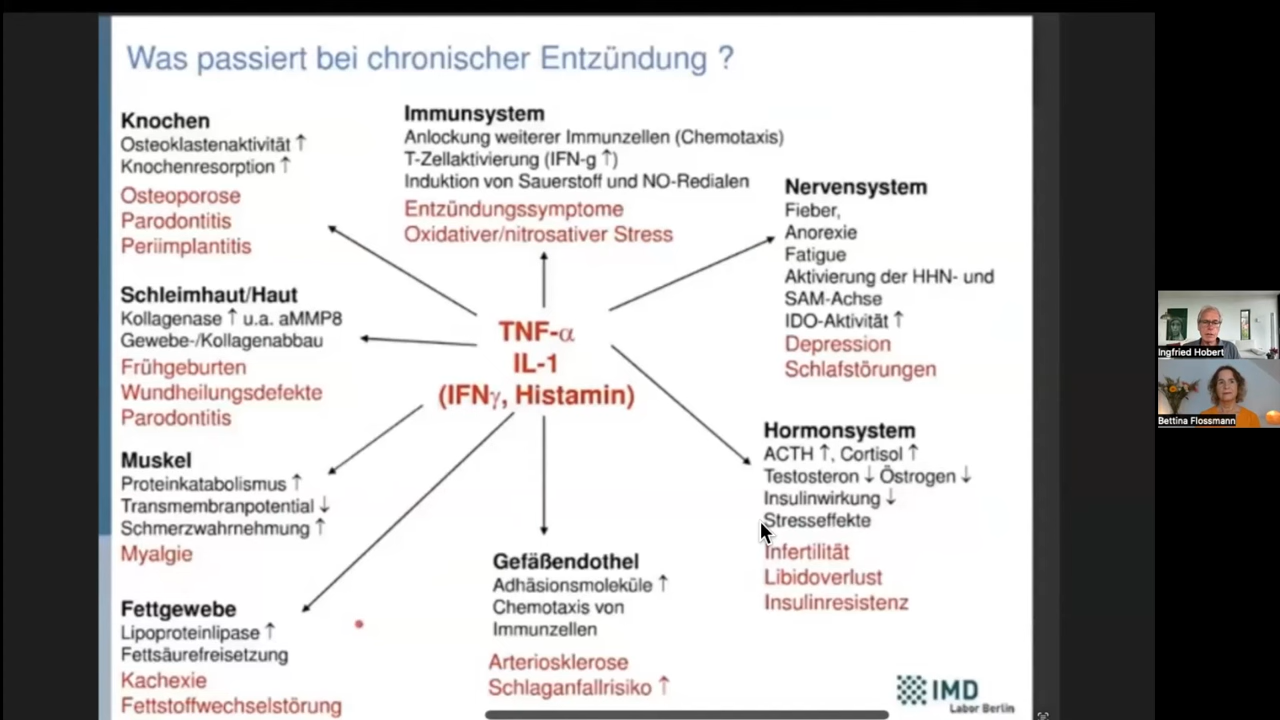 Was passiert bei chronischer Entzündung ?
Knochen
Osteoklastenaktivität ↑
Knochenresorption ↑
Osteoporose
Parodontitis
Periimplantitis
Immunsystem
Anlockung weiterer Immunzellen (Chemotaxis)
T-Zellaktivierung (IFN-g ↑)
Induktion von Sauerstoff und NO-Redialen
Entzündungssymptome
Oxidativer/nitrosativer Stress
Nervensystem
Fieber,
Anorexie
Fatigue
Aktivierung der HHN- und
SAM-Achse
IDO-Aktivität ↑
Depression
Schlafstörungen
Schleimhaut/Haut
Kollagenase ↑ u.a. aMMP8
Gewebe-/Kollagenabbau
Frühgeburten
Wundheilungsdefekte
Parodontitis
TNF-α
IL-1
(IFNγ, Histamin)
Muskel
Proteinkatabolismus ↑
Transmembranpotential ↓
Schmerzwahrnehmung ↑
Myalgie
Hormonsystem
ACTH ↑, Cortisol ↑
Testosteron ↓ Östrogen ↓
Insulinwirkung ↓
Stresseffekte
Infertilität
Libidoverlust
Insulinresistenz
Fettgewebe
Lipoproteinlipase ↑
Fettsäurefreisetzung
Kachexie
Fettstoffwechselstörung
Gefäßendothel
Adhäsionsmoleküle ↑
Chemotaxis von
Immunzellen
Arteriosklerose
Schlaganfallrisiko ↑
IMD
Labor Berlin
Ingfried Hobert
Bettina Flossmann